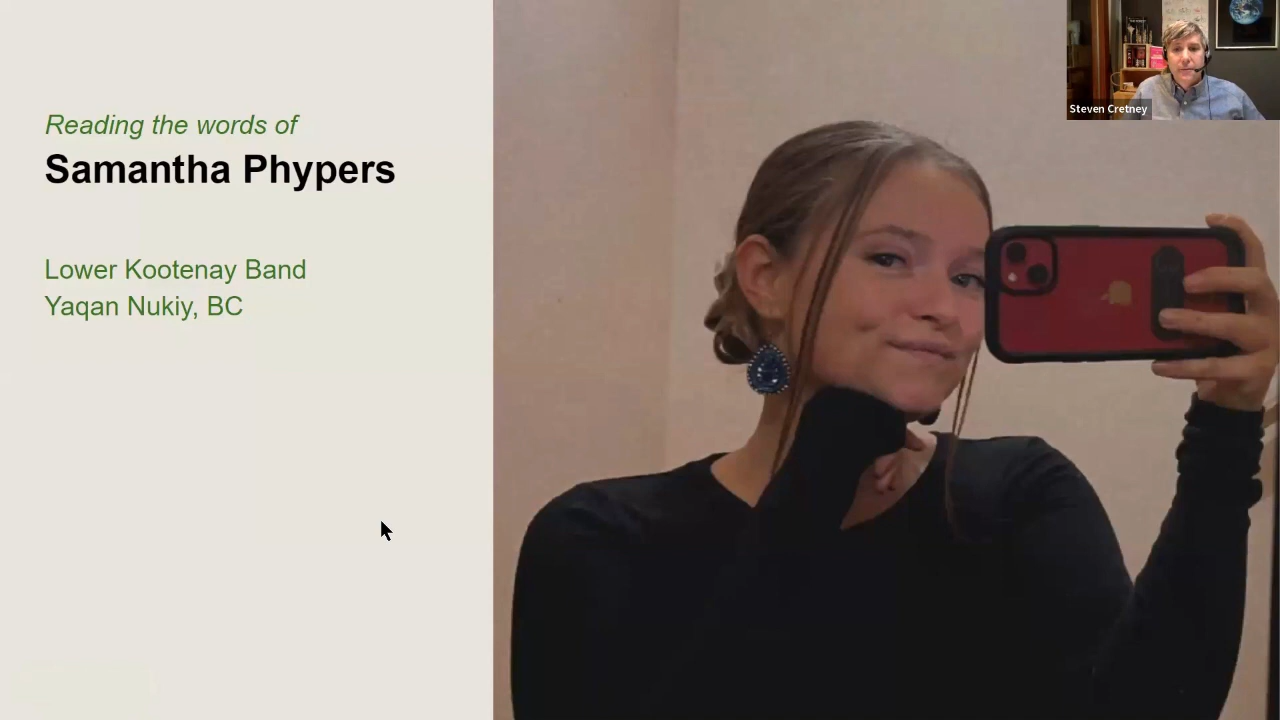 Reading the words of
Samantha Phypers
Lower Kootenay Band
Yaqan Nukiy, BC
Steven Cretney